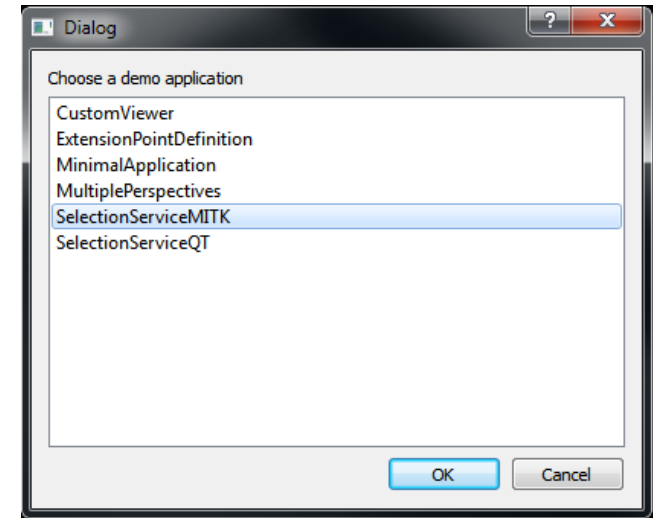 Dialog
Choose a demo application
CustomViewer
ExtensionPointDefinition
MinimalApplication
MultiplePerspectives
SelectionServiceMITK
SelectionServiceQT
OK Cancel